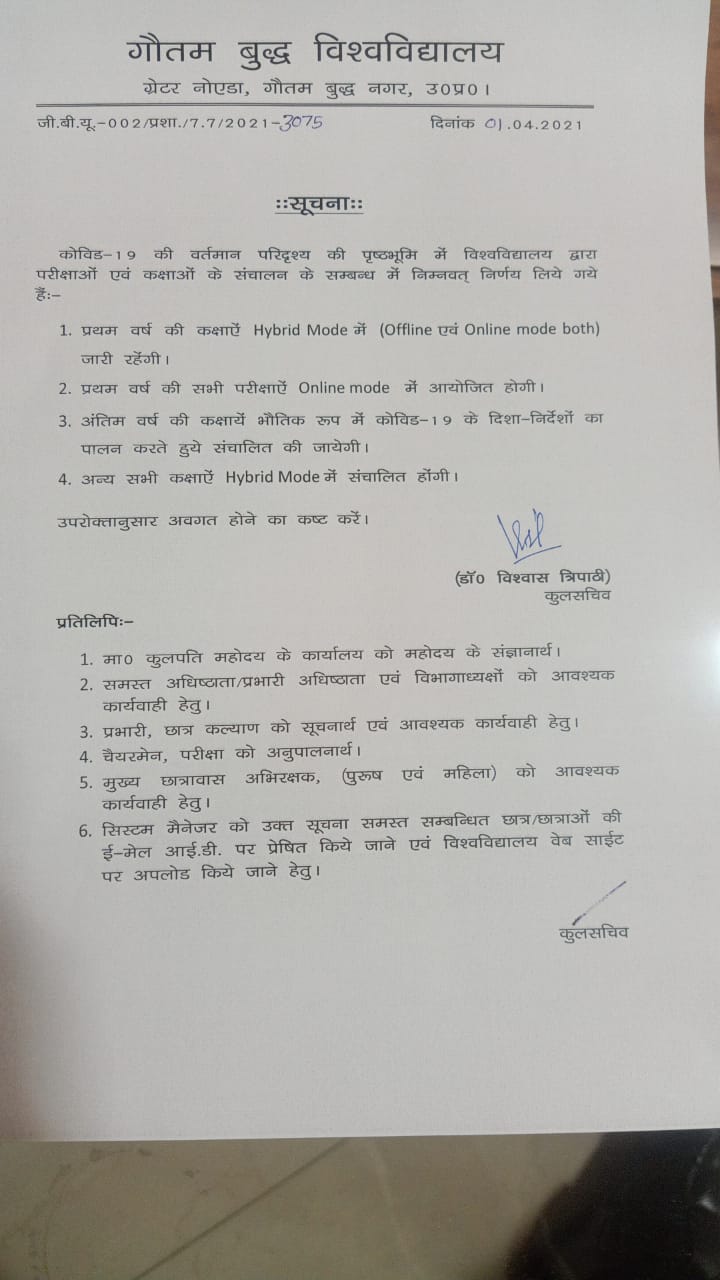 गौतम बुद्ध विश्वविद्यालय
ग्रेटर नोएडा, गौतम बुद्ध नगर, उ0प्र0।
जी.बी.यू.-002/प्रशा./7.7/2021-3075 दिनांक 01.04.2021
::सूचना::
कोविड-19 की वर्तमान परिदृश्य की पृष्ठभूमि में विश्वविद्यालय द्वारा
परीक्षाओं एवं कक्षाओं के संचालन के सम्बन्ध में निम्नवत् निर्णय लिये गये
हैं:-
1. प्रथम वर्ष की कक्षाऐं Hybrid Mode में (Offline एवं Online mode both)
जारी रहेंगी।
2. प्रथम वर्ष की सभी परीक्षाऐं Online mode में आयोजित होगी।
3. अंतिम वर्ष की कक्षायें भौतिक रूप में कोविड-19 के दिशा-निर्देशों का
पालन करते हुये संचालित की जायेगी।
4. अन्य सभी कक्षाऐं Hybrid Mode में संचालित होंगी।
उपरोक्तानुसार अवगत होने का कष्ट करें।
(डॉ0 विश्वास त्रिपाठी)
कुलसचिव
प्रतिलिपि:-
1. मा0 कुलपति महोदय के कार्यालय को महोदय के संज्ञानार्थ।
2. समस्त अधिष्ठाता/प्रभारी अधिष्ठाता एवं विभागाध्यक्षों को आवश्यक
कार्यवाही हेतु।
3. प्रभारी, छात्र कल्याण को सूचनार्थ एवं आवश्यक कार्यवाही हेतु।
4. चैयरमेन, परीक्षा को अनुपालनार्थ।
5. मुख्य छात्रावास अभिरक्षक, (पुरूष एवं महिला) को आवश्यक
कार्यवाही हेतु।
6. सिस्टम मैनेजर को उक्त सूचना समस्त सम्बन्धित छात्र/छात्राओं की
ई-मेल आई.डी. पर प्रेषित किये जाने एवं विश्वविद्यालय वेब साईट
पर अपलोड किये जाने हेतु।
कुलसचिव